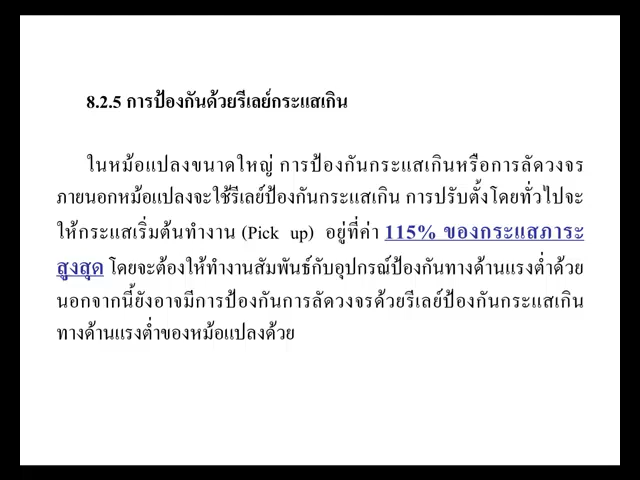 8.2.5 การป้องกันด้วยรีเลย์กระแสเกิน
ในหม้อแปลงขนาดใหญ่ การป้องกันกระแสเกินหรือการลัดวงจร
ภายนอกหม้อแปลงจะใช้รีเลย์ป้องกันกระแสเกิน การปรับตั้งโดยทั่วไปจะ
ให้กระแสเริ่มต้นทำงาน (Pick up) อยู่ที่ค่า 115% ของกระแสภาระ
สูงสุด โดยจะต้องให้ทำงานสัมพันธ์กับอุปกรณ์ป้องกันทางด้านแรงต่ำด้วย
นอกจากนี้ยังอาจมีการป้องกันการลัดวงจรด้วยรีเลย์ป้องกันกระแสเกิน
ทางด้านแรงต่ำของหม้อแปลงด้วย